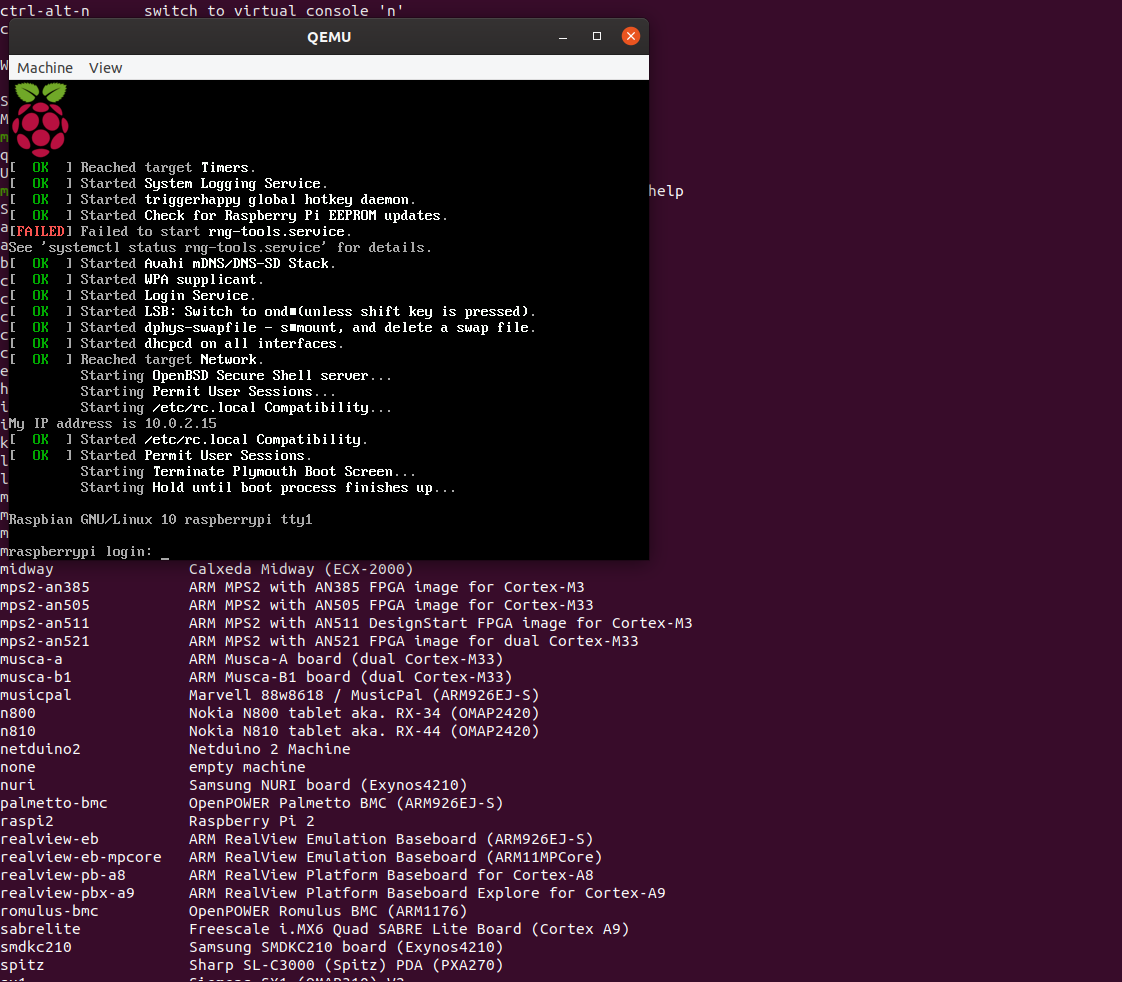 ctrl-alt-n      switch to virtual console 'n'
QEMU
Machine View
help
[  OK  ] Reached target Timers.
[  OK  ] Started System Logging Service.
[  OK  ] Started triggerhappy global hotkey daemon.
[  OK  ] Started Check for Raspberry Pi EEPROM updates.
[FAILED] Failed to start rng-tools.service.
See 'systemctl status rng-tools.service' for details.
[  OK  ] Started Avahi mDNS/DNS-SD Stack.
[  OK  ] Started WPA supplicant.
[  OK  ] Started Login Service.
[  OK  ] Started LSB: Switch to ond■(unless shift key is pressed).
[  OK  ] Started dphys-swapfile - s■mount, and delete a swap file.
[  OK  ] Started dhcpcd on all interfaces.
[  OK  ] Reached target Network.
         Starting OpenBSD Secure Shell server...
         Starting Permit User Sessions...
         Starting /etc/rc.local Compatibility...
My IP address is 10.0.2.15
[  OK  ] Started /etc/rc.local Compatibility.
[  OK  ] Started Permit User Sessions.
         Starting Terminate Plymouth Boot Screen...
         Starting Hold until boot process finishes up...
Raspbian GNU/Linux 10 raspberrypi tty1
raspberrypi login: _
midway               Calxeda Midway (ECX-2000)
mps2-an385           ARM MPS2 with AN385 FPGA image for Cortex-M3
mps2-an505           ARM MPS2 with AN505 FPGA image for Cortex-M33
mps2-an511           ARM MPS2 with AN511 DesignStart FPGA image for Cortex-M3
mps2-an521           ARM MPS2 with AN521 FPGA image for dual Cortex-M33
musca-a              ARM Musca-A board (dual Cortex-M33)
musca-b1             ARM Musca-B1 board (dual Cortex-M33)
musicpal             Marvell 88w8618 / MusicPal (ARM926EJ-S)
n800                 Nokia N800 tablet aka. RX-34 (OMAP2420)
n810                 Nokia N810 tablet aka. RX-44 (OMAP2420)
netduino2            Netduino 2 Machine
none                 empty machine
nuri                 Samsung NURI board (Exynos4210)
palmetto-bmc         OpenPOWER Palmetto BMC (ARM926EJ-S)
raspi2               Raspberry Pi 2
realview-eb          ARM RealView Emulation Baseboard (ARM926EJ-S)
realview-eb-mpcore   ARM RealView Emulation Baseboard (ARM11MPCore)
realview-pb-a8       ARM RealView Platform Baseboard for Cortex-A8
realview-pbx-a9      ARM RealView Platform Baseboard Explore for Cortex-A9
romulus-bmc          OpenPOWER Romulus BMC (ARM1176)
sabrelite            Freescale i.MX6 Quad SABRE Lite Board (Cortex A9)
smdkc210             Samsung SMDKC210 board (Exynos4210)
spitz                Sharp SL-C3000 (Spitz) PDA (PXA270)